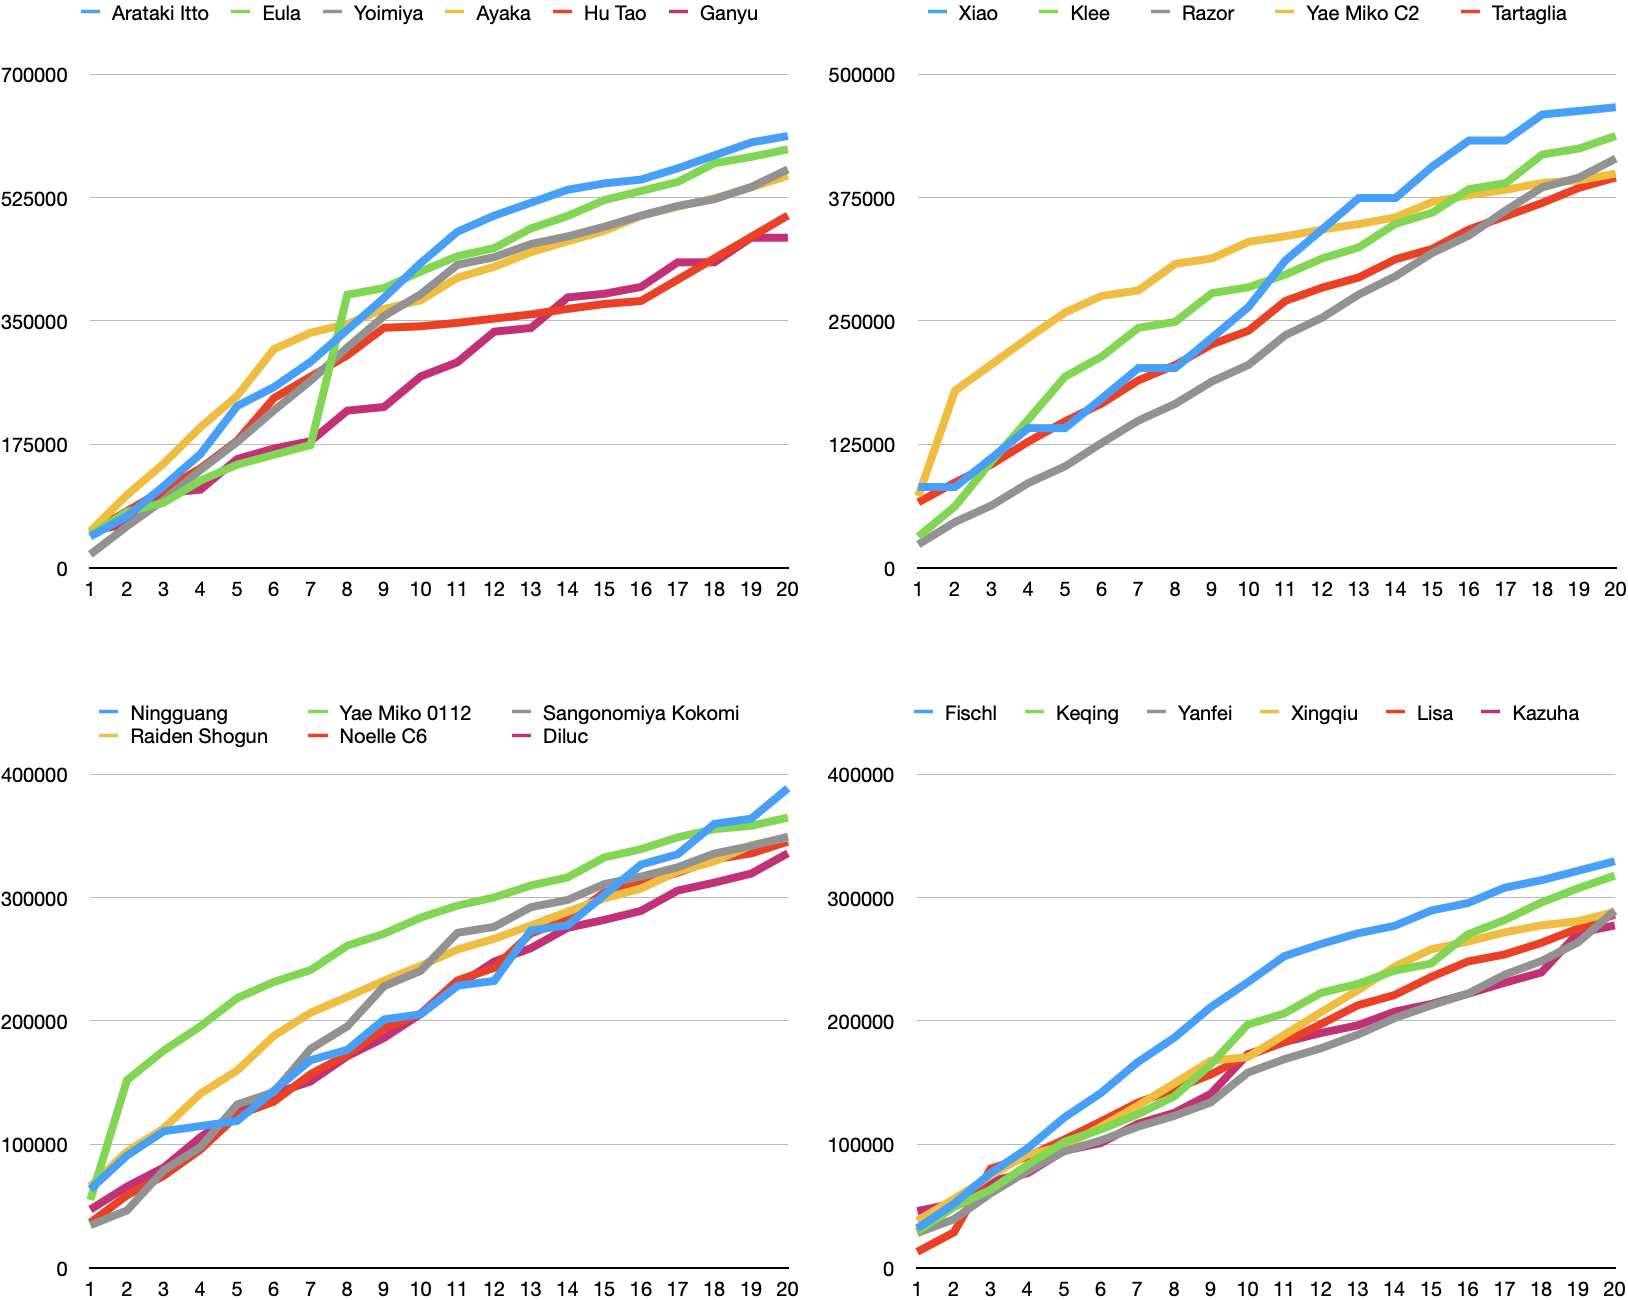 Arataki Itto Eula Yoimiya Ayaka Hu Tao Ganyu
700000
525000
350000
175000
0
1 2 3 4 5 6 7 8 9 10 11 12 13 14 15 16 17 18 19 20
Xiao Klee Razor Yae Miko C2 Tartaglia
500000
375000
250000
125000
0
1 2 3 4 5 6 7 8 9 10 11 12 13 14 15 16 17 18 19 20
Ningguang Yae Miko 0112 Sangonomiya Kokomi
Raiden Shogun Noelle C6 Diluc
400000
300000
200000
100000
0
1 2 3 4 5 6 7 8 9 10 11 12 13 14 15 16 17 18 19 20
Fischl Keqing Yanfei Xingqiu Lisa Kazuha
400000
300000
200000
100000
0
1 2 3 4 5 6 7 8 9 10 11 12 13 14 15 16 17 18 19 20